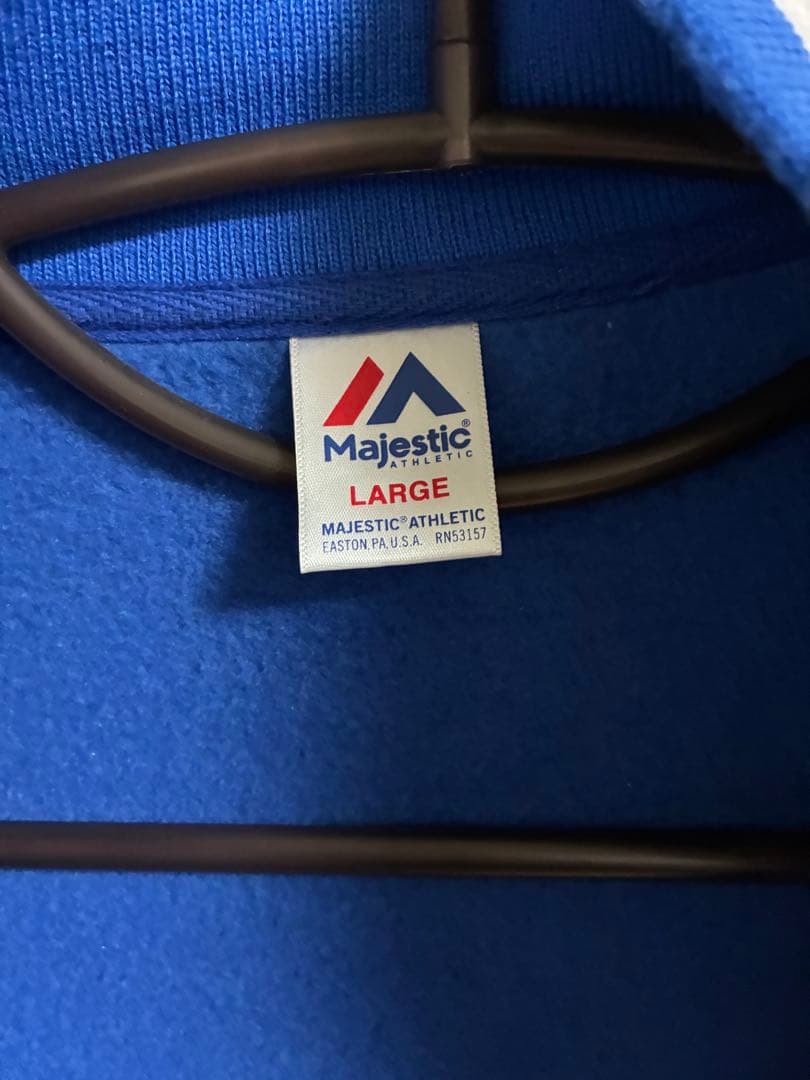 Majestic®
ATHLETIC
LARGE
MAJESTIC® ATHLETIC
EASTON, PA, U.S.A. RN53157